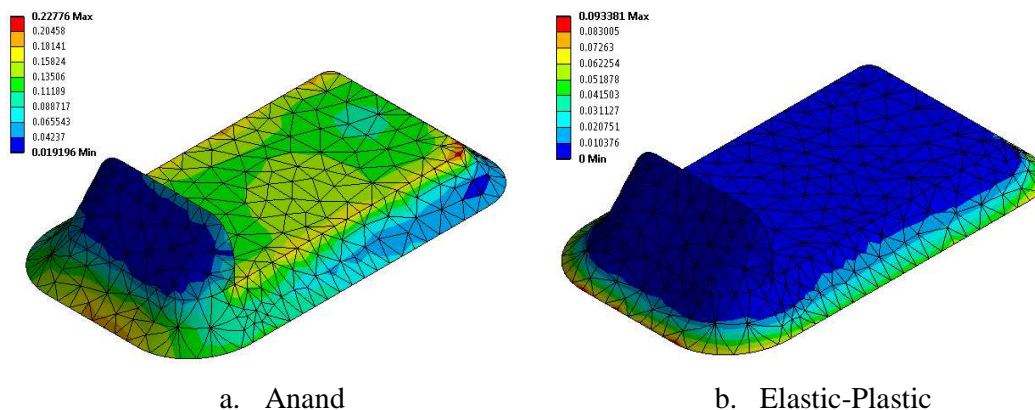 0.22776 Max
0.20458
0.18141
0.15824
0.13506
0.11189
0.088717
0.065543
0.04237
0.019196 Min
0.093381 Max
0.083005
0.07263
0.062254
0.051878
0.041503
0.031127
0.020751
0.010376
0 Min
a. Anand
b. Elastic-Plastic